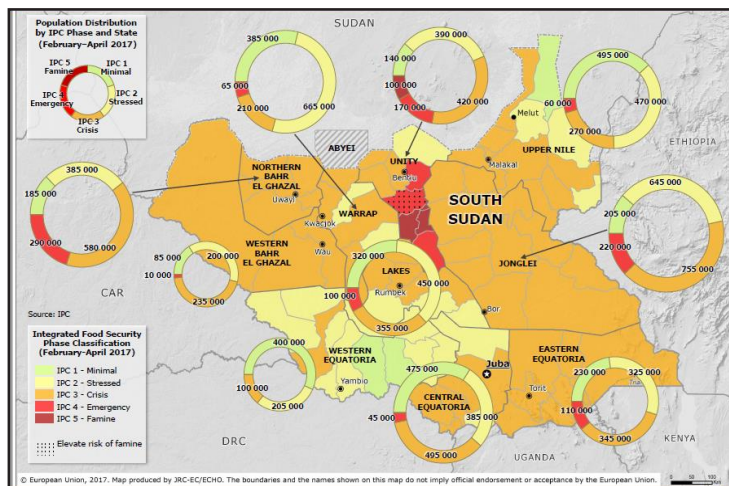 Population Distribution
by IPC Phase and State
(February–April 2017)
IPC 5
Famine
IPC 1
Minimal
IPC 4
Emergency
IPC 2
Stressed
IPC 3
Crisis
SUDAN
385 000
65 000
210 000
665 000
390 000
140 000
100 000
170 000
420 000
495 000
60 000
470 000
270 000
Melut
ETHIOPIA
ABYEI
UNITY
Bentiu
Malakal
UPPER NILE
NORTHERN
BAHR
EL GHAZAL
Uwayl
WARRAP
Kwacjok
SOUTH
SUDAN
385 000
185 000
290 000
580 000
645 000
205 000
220 000
755 000
WESTERN
BAHR
EL GHAZAL
Wau
JONGLEI
85 000
200 000
10 000
235 000
CAR
320 000
LAKES
Rumbek
450 000
100 000
355 000
Bor
Source: IPC
Integrated Food Security
Phase Classification
(February-April 2017)
IPC 1 - Minimal
IPC 2 - Stressed
IPC 3 - Crisis
IPC 4 - Emergency
IPC 5 - Famine
Elevate risk of famine
400 000
100 000
205 000
WESTERN
EQUATORIA
Yambio
475 000
45 000
385 000
495 000
CENTRAL
EQUATORIA
Juba
EASTERN
EQUATORIA
Torit
230 000
325 000
110 000
345 000
DRC
UGANDA
KENYA
0 50 100
© European Union, 2017. Map produced by JRC-EC/ECHO. The boundaries and the names shown on this map do not imply official endorsement or acceptance by the European Union.